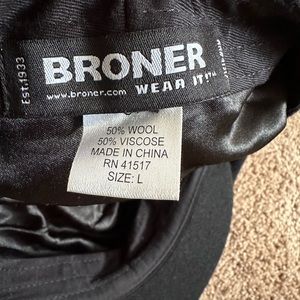 Est.1933
BRONER
www.broner.com WEAR IT!™
50% WOOL
50% VISCOSE
MADE IN CHINA
RN 41517
SIZE: L